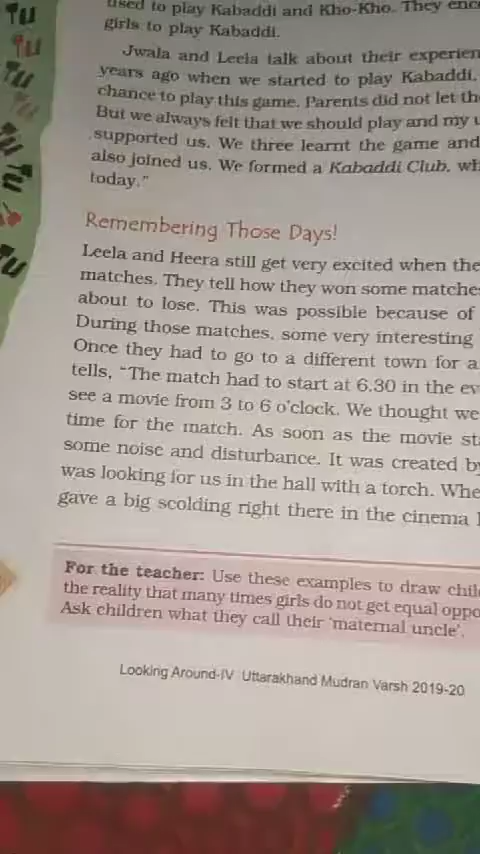 used to play Kabaddi and Kho-Kho. They enc
girls to play Kabaddi.
Jwala and Leela talk about their experien
years ago when we started to play Kabaddi,
chance to play this game. Parents did not let th
But we always felt that we should play and my u
supported us. We three learnt the game and
also joined us. We formed a Kabaddi Club, wh
today."
Remembering Those Days!
Leela and Heera still get very excited when the
matches. They tell how they won some matche
about to lose. This was possible because of
During those matches, some very interesting
Once they had to go to a different town for a
tells, "The match had to start at 6.30 in the ev
see a movie from 3 to 6 o'clock. We thought we
time for the match. As soon as the movie st
some noise and disturbance. It was created by
was looking for us in the hall with a torch. Whe
gave a big scolding right there in the cinema
For the teacher: Use these examples to draw chil
the reality that many times girls do not get equal oppo
Ask children what they call their 'maternal uncle'.
Looking Around-IV Uttarakhand Mudran Varsh 2019-20